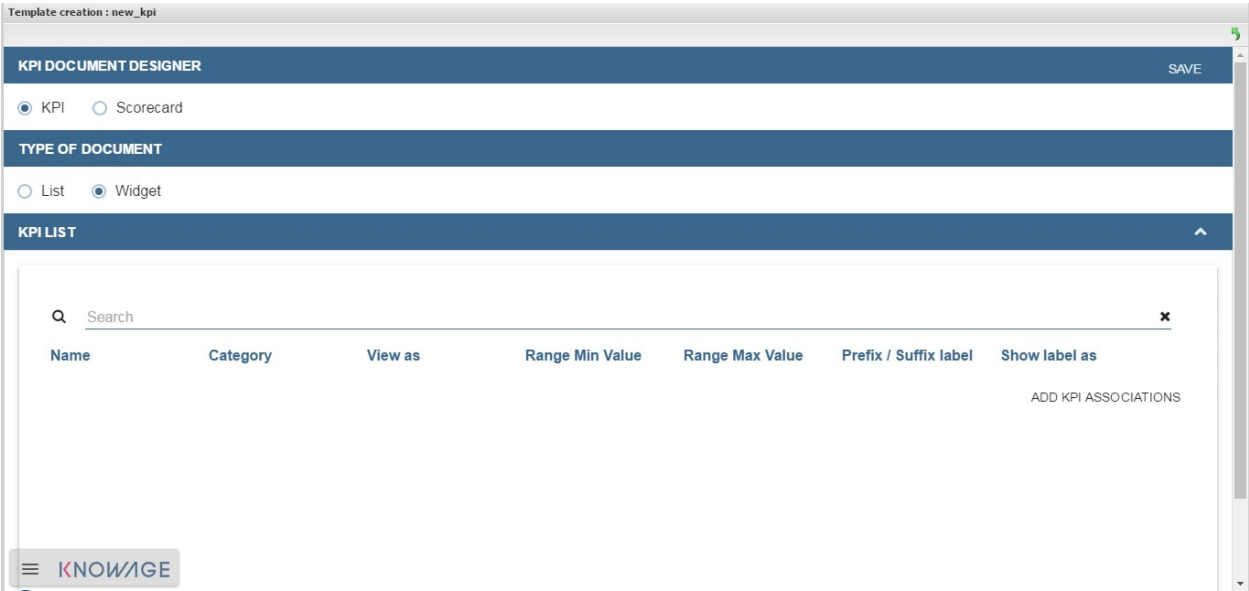 Template creation : new_kpi
KPI DOCUMENT DESIGNER SAVE
KPI Scorecard
TYPE OF DOCUMENT
List Widget
KPI LIST
Search
Name Category View as Range Min Value Range Max Value Prefix / Suffix label Show label as
ADD KPI ASSOCIATIONS
KNOWAGE